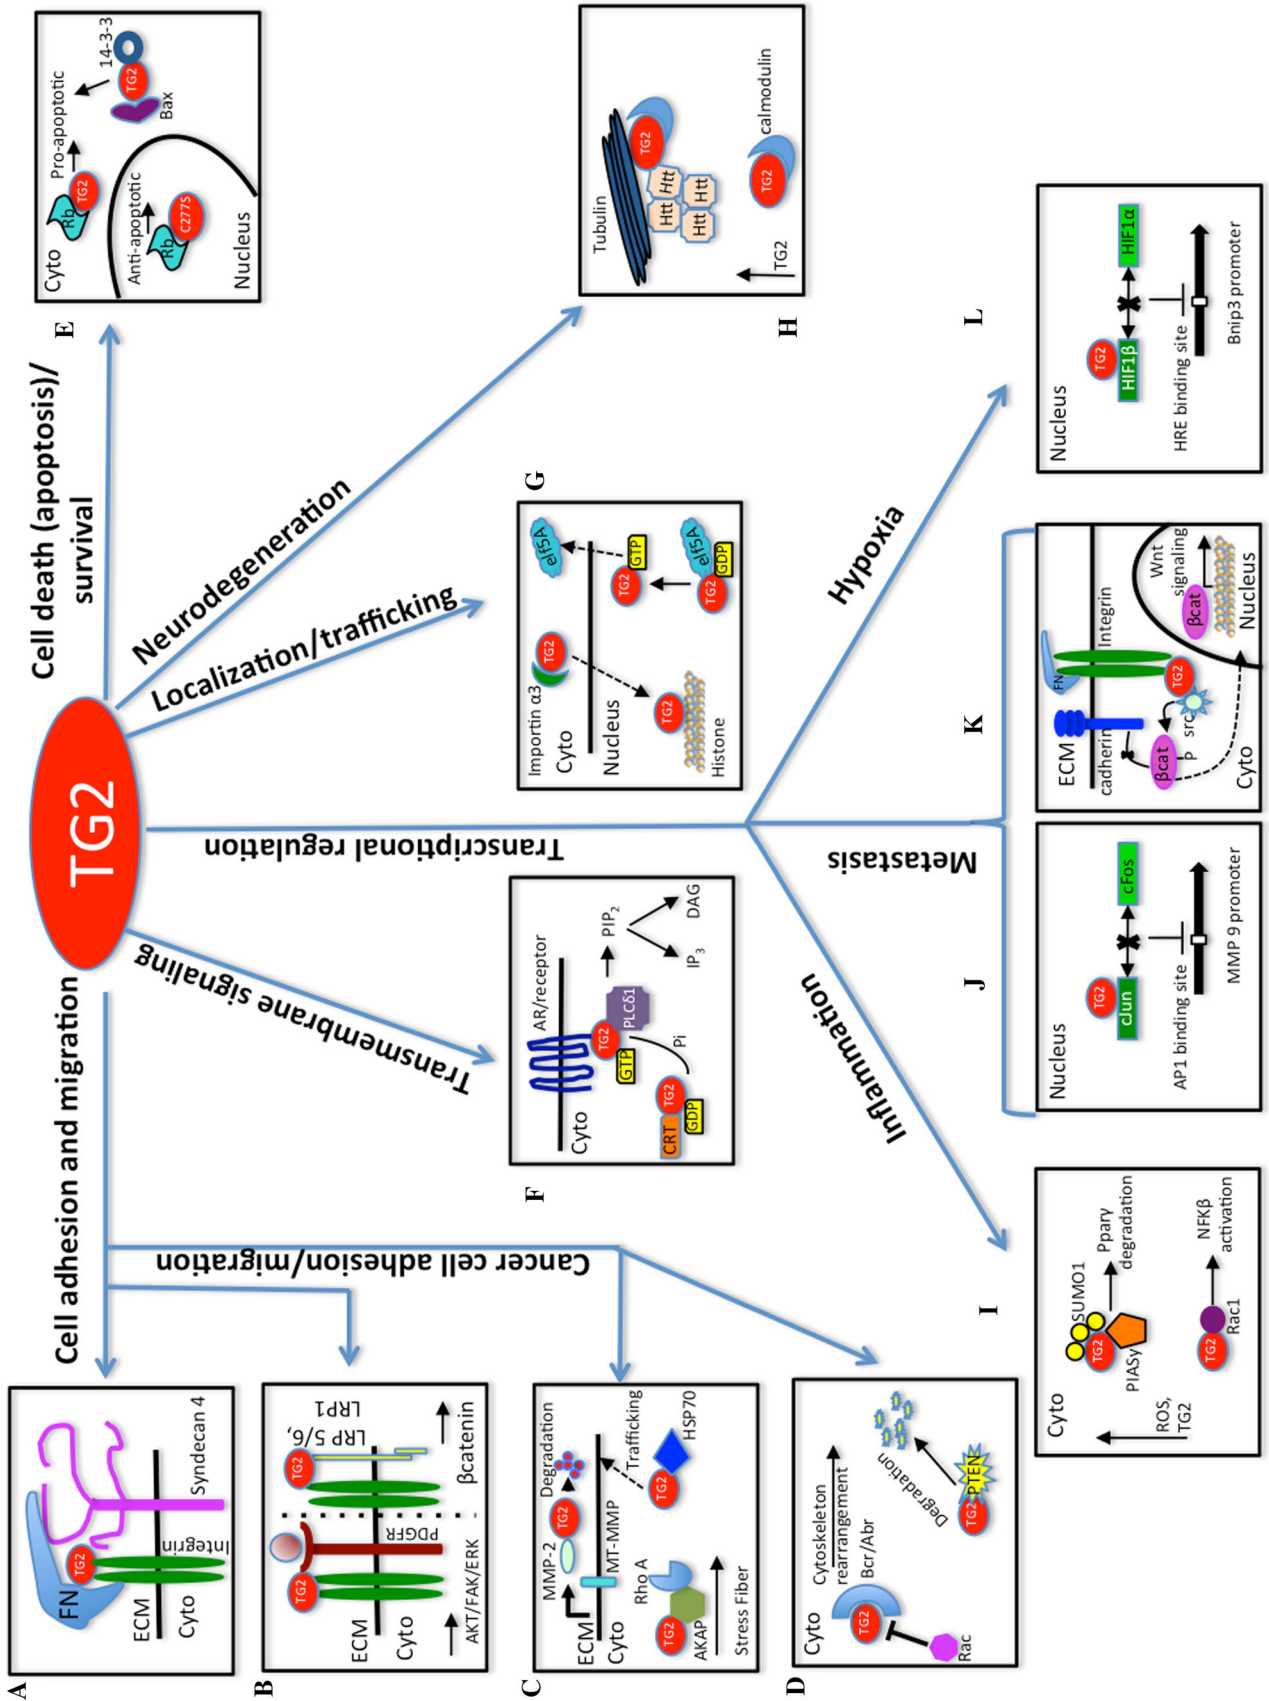 TG2
Cell adhesion and migration
Cell death (apoptosis)/
survival
Neurodegeneration
Localization/trafficking
Transmembrane signaling
Transcriptional regulation
Cancer cell adhesion/migration
Inflammation
Metastasis
Hypoxia
A
FN
TG2
Syndecan 4
Integrin
ECM
Cyto
B
TG2
TG2
LRP 5/6,
LRP1
PDGFR
ECM
Cyto
AKT/FAK/ERK
βcatenin
C
MMP-2
TG2
Degradation
ECM
Cyto
MT-MMP
Trafficking
Rho A
TG2
HSP70
TG2
AKAP
Stress Fiber
D
Cyto
Cytoskeleton
rearrangement
Bcr/Abr
TG2
Rac
Degradation
TG2
PTEN
E
Cyto
Pro-apoptotic
14-3-3
Rb
TG2
TG2
Bax
Anti-apoptotic
Rb
C277S
Nucleus
F
AR/receptor
Cyto
TG2
GTP
PLCδ1
PIP2
IP3
DAG
Pi
CRT
TG2
GDP
G
Importin α3
TG2
eIf5A
Cyto
Nucleus
TG2
GTP
TG2
Histone
eIf5A
TG2
GDP
H
Tubulin
TG2
Htt
Htt
Htt
Htt
TG2
calmodulin
TG2
I
Cyto
SUMO1
TG2
PIASy
Pparγ
degradation
ROS,
TG2
TG2
Rac1
NFKβ
activation
J
Nucleus
TG2
cJun
cFos
AP1 binding site
MMP 9 promoter
K
ECM
FN
cadherin
Integrin
TG2
src
βcat
P
Cyto
Wnt
signaling
βcat
Nucleus
L
Nucleus
TG2
HIF1β
HIF1α
HRE binding site
Bnip3 promoter